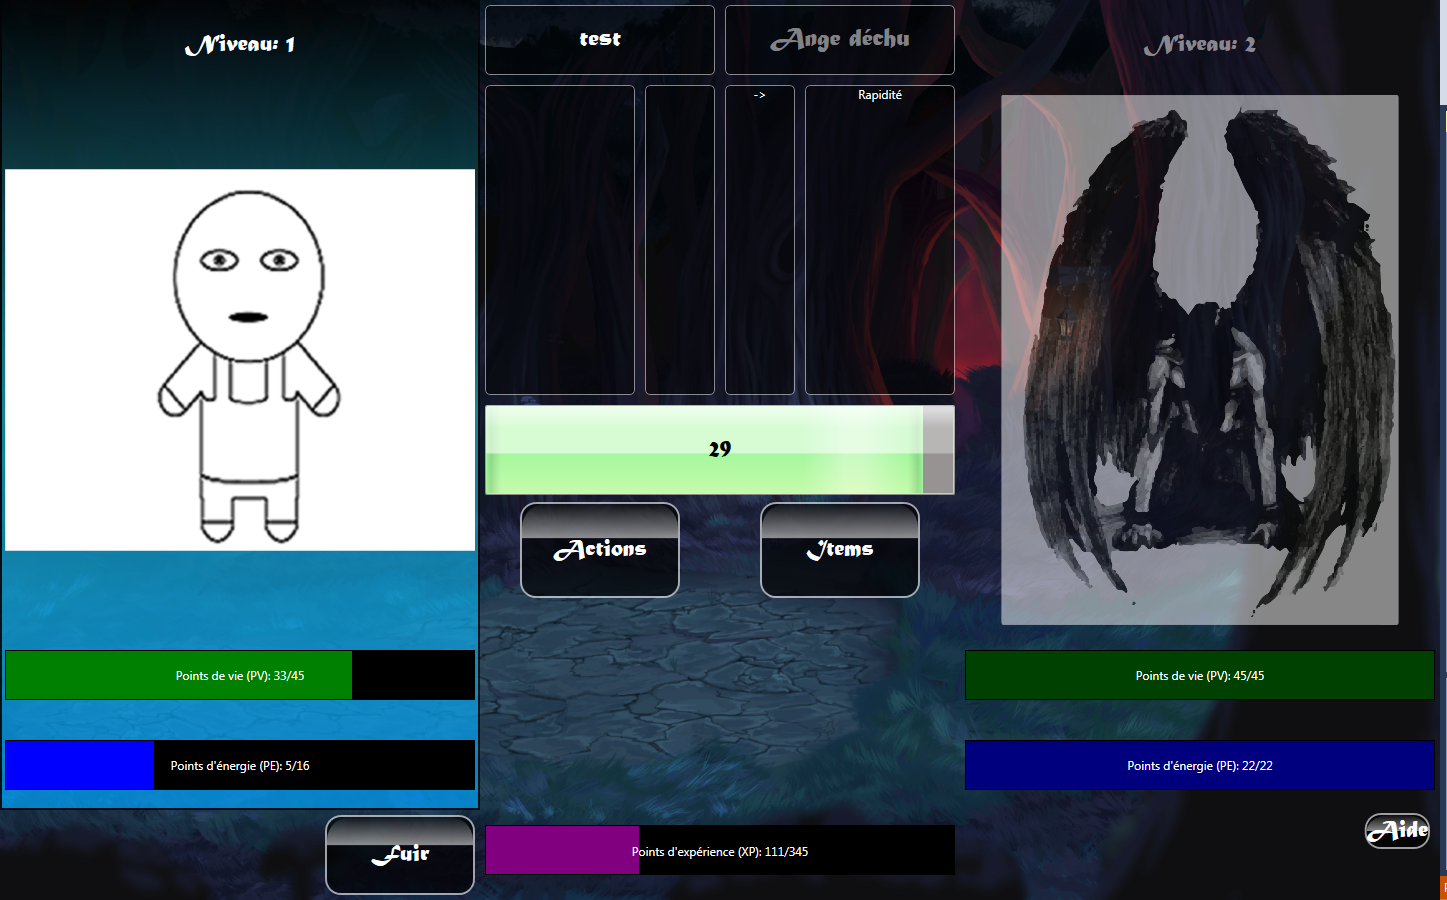 Niveau: 1
test
Ange déchu
Niveau: 2
->
Rapidité
29
Actions
Items
Points de vie (PV): 33/45
Points de vie (PV): 45/45
Points d'énergie (PE): 5/16
Points d'énergie (PE): 22/22
Fuir
Points d'expérience (XP): 111/345
Aide